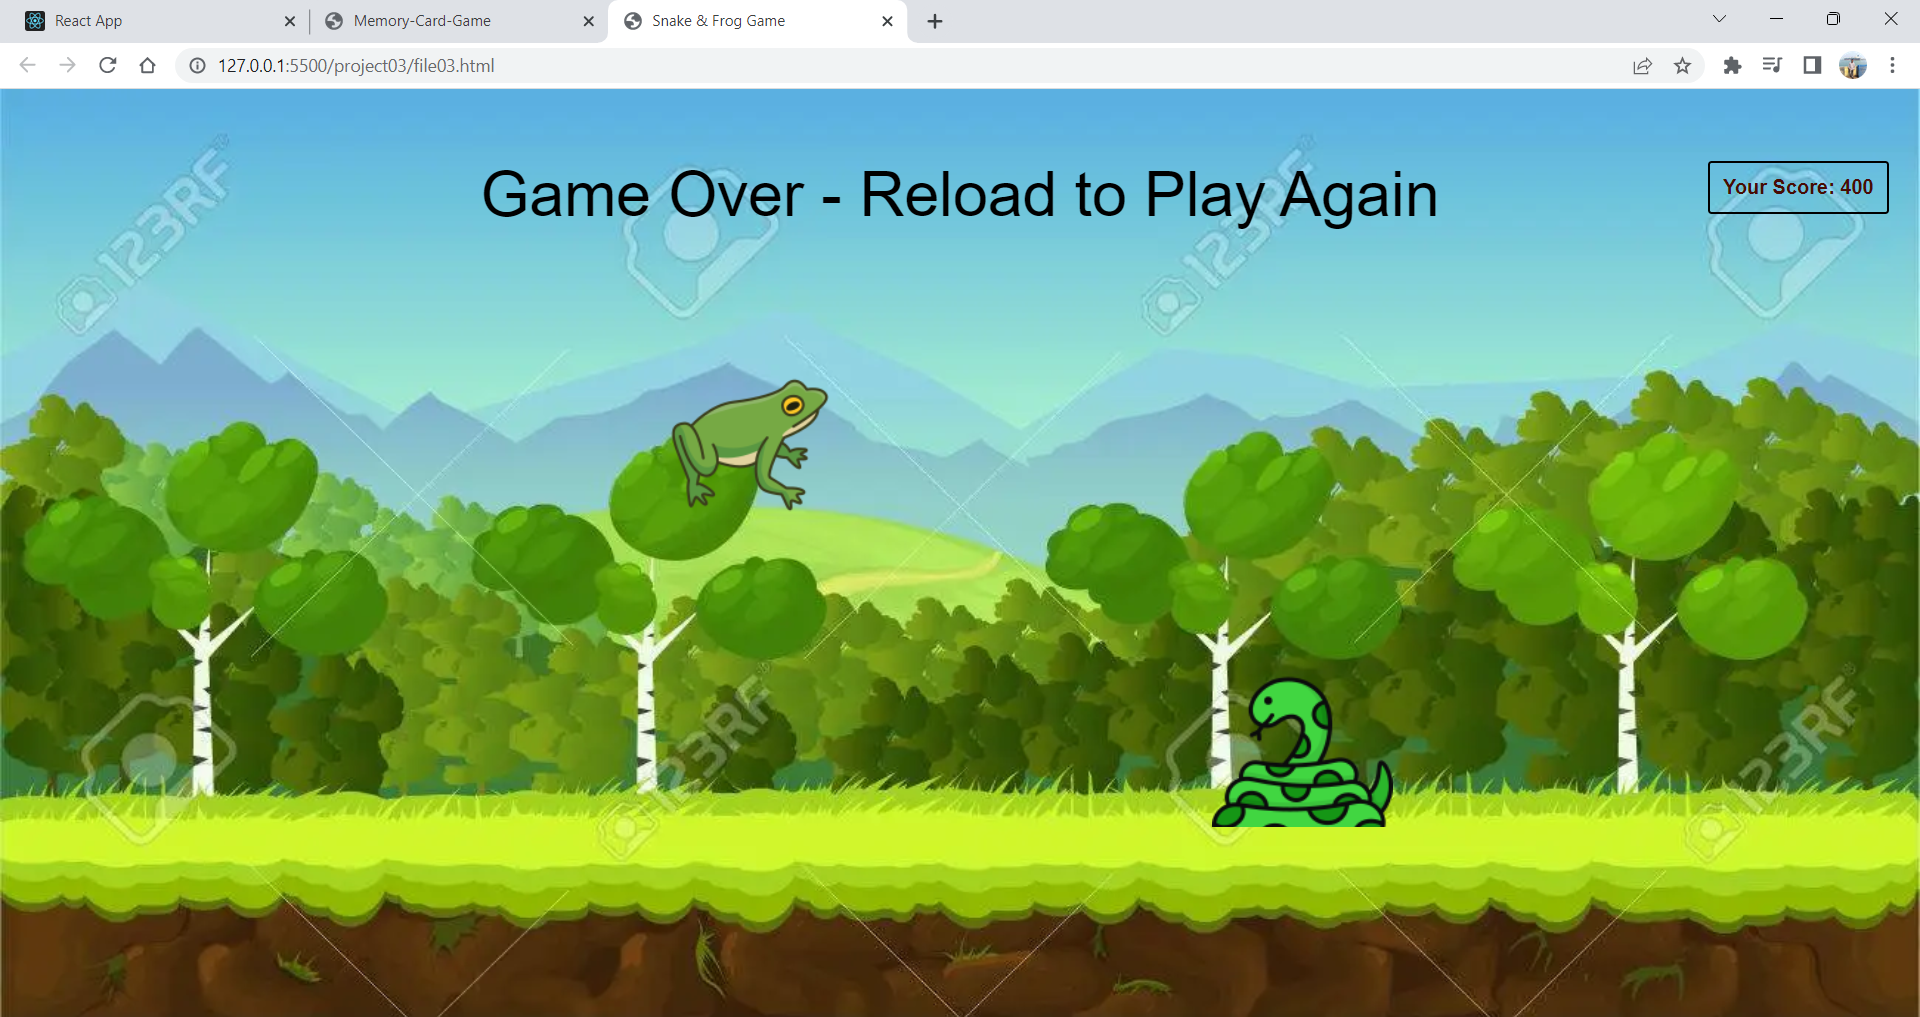 React App
Memory-Card-Game
Snake & Frog Game
127.0.0.1:5500/project03/file03.html
Game Over - Reload to Play Again
Your Score: 400
123RF®
123RF®
123RF®
123RF®